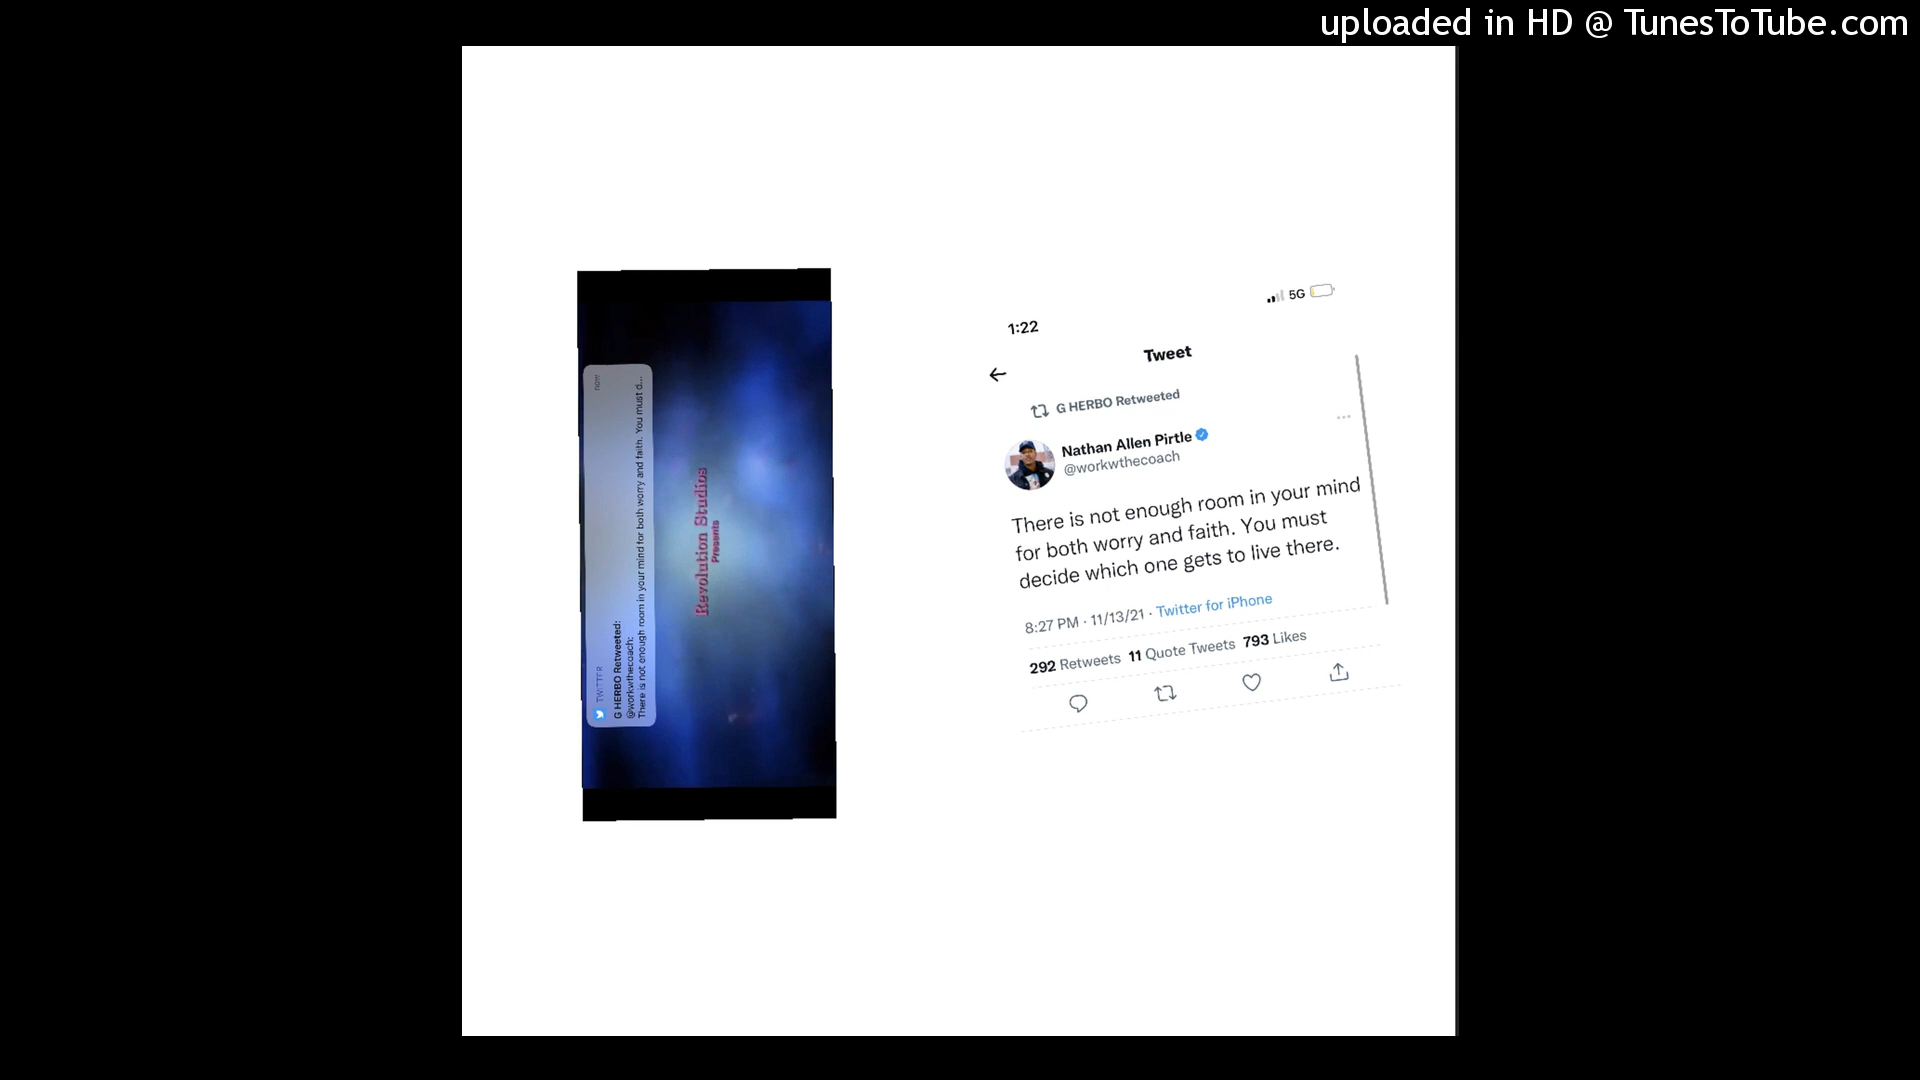 uploaded in HD @ TunesToTube.com
TWITTER
now
G HERBO Retweeted:
@workwthecoach:
There is not enough room in your mind for both worry and faith. You must d...
Revolution Studios
Presents
5G
1:22
Tweet
G HERBO Retweeted
Nathan Allen Pirtle
@workwthecoach
There is not enough room in your mind
for both worry and faith. You must
decide which one gets to live there.
8:27 PM · 11/13/21 · Twitter for iPhone
292 Retweets 11 Quote Tweets 793 Likes